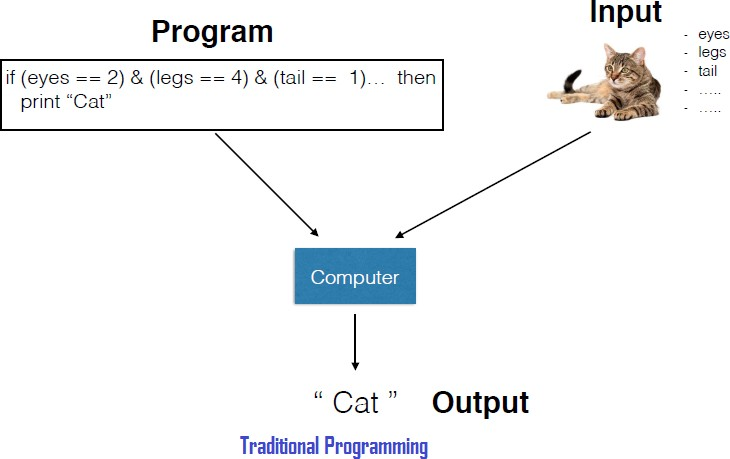 Program
if (eyes == 2) & (legs == 4) & (tail == 1)... then
print “Cat”
Input
- eyes
- legs
- tail
- .....
- .....
Computer
“ Cat ” Output
Traditional Programming